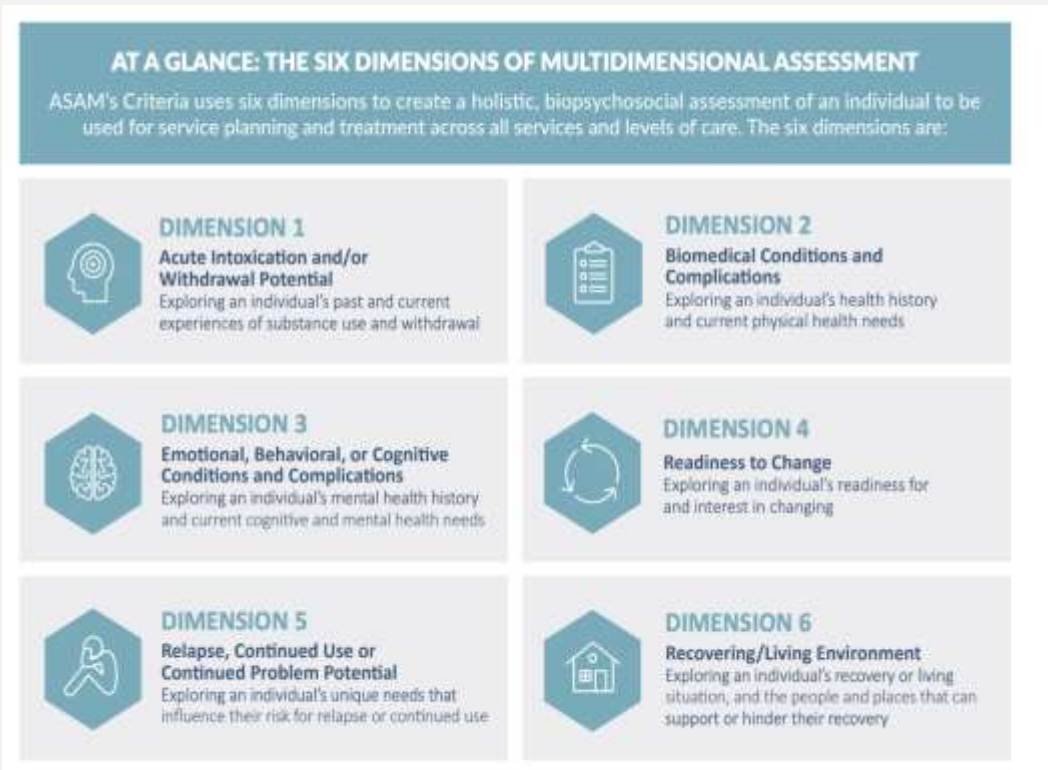 AT A GLANCE: THE SIX DIMENSIONS OF MULTIDIMENSIONAL ASSESSMENT
ASAM's Criteria uses six dimensions to create a holistic, biopsychosocial assessment of an individual to be
used for service planning and treatment across all services and levels of care. The six dimensions are:
DIMENSION 1
Acute Intoxication and/or
Withdrawal Potential
Exploring an individual's past and current
experiences of substance use and withdrawal
DIMENSION 2
Biomedical Conditions and
Complications
Exploring an individual's health history
and current physical health needs
DIMENSION 3
Emotional, Behavioral, or Cognitive
Conditions and Complications
Exploring an individual's mental health history
and current cognitive and mental health needs
DIMENSION 4
Readiness to Change
Exploring an individual's readiness for
and interest in changing
DIMENSION 5
Relapse, Continued Use or
Continued Problem Potential
Exploring an individual's unique needs that
influence their risk for relapse or continued use
DIMENSION 6
Recovering/Living Environment
Exploring an individual's recovery or living
situation, and the people and places that can
support or hinder their recovery